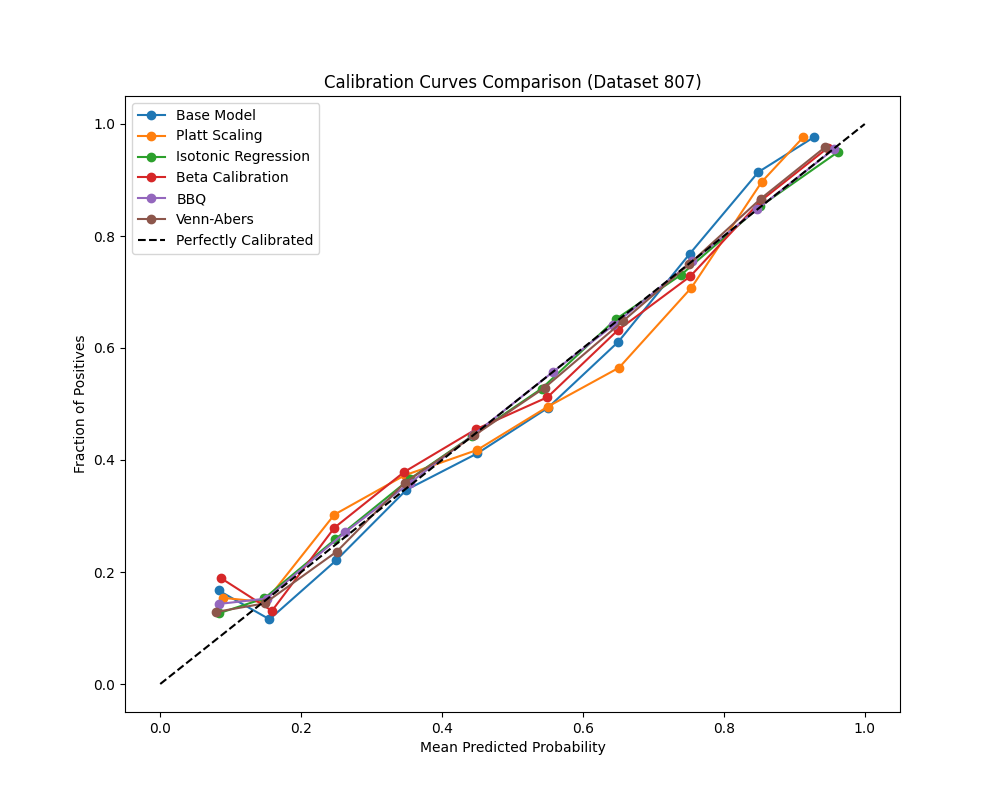 Calibration Curves Comparison (Dataset 807)
Base Model
Platt Scaling
Isotonic Regression
Beta Calibration
BBQ
Venn-Abers
Perfectly Calibrated
1.0
0.8
0.6
0.4
0.2
0.0
Fraction of Positives
0.0 0.2 0.4 0.6 0.8 1.0
Mean Predicted Probability